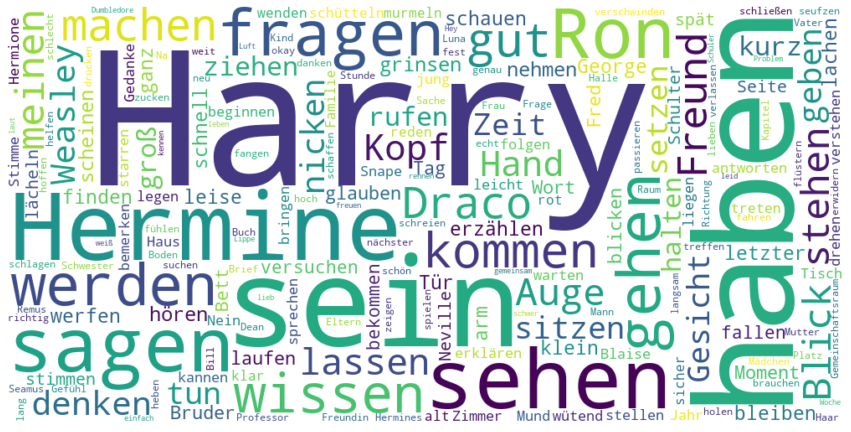 Harry
haben
sein
Hermine
Ron
sehen
sagen
fragen
gehen
wissen
werden
gut
kommen
Draco
stehen
Blick
Freund
Kopf
Auge
machen
meinen
Weasley
nicken
lassen
denken
tun
sitzen
Hand
Zeit
rufen
ziehen
groß
Gesicht
halten
setzen
geben
kurz
erzählen
Tür
Bett
hören
finden
scheinen
ganz
schnell
grinsen
nehmen
schauen
George
Fred
Schulter
Seite
glauben
Tag
Wort
folgen
leicht
rot
Snape
reden
leise
legen
bringen
Haus
Buch
bemerken
versuchen
werfen
laufen
stimmen
Bruder
Nein
klar
kannen
bekommen
sprechen
Neville
arm
erklären
klein
Blaise
alt
Zimmer
Mund
wütend
stellen
Jahr
bleiben
fallen
letzter
Moment
Tisch
sicher
liegen
treten
antworten
blicken
lächeln
Stimme
starren
Gedanke
Hermione
Dumbledore
schütteln
murmeln
wenden
spät
verschwinden
schließen
seufzen
Vater
lachen
verstehen
verlassen
lieben
Kapitel
Schüler
Problem
flüstern
erwidern
drehen
fahren
Raum
Richtung
leid
treffen
langsam
Mutter
Mädchen
Platz
brauchen
holen
Haar
Woche
Gemeinschaftsraum
Hey
Luna
fest
Kind
okay
Luft
danken
genau
Halle
jung
weit
Na
neu
zucken
drücken
schlecht
helfen
hoffen
kennen
laut
leben
beginnen
Stunde
Sache
Familie
schaffen
Frau
Frage
echt
passieren
fangen
rennen
freuen
hoch
schreien
fühlen
Boden
Lippe
suchen
weiß
schlagen
Schwester
Brief
lieb
nächster
schön
gemeinsam
warten
Mann
spielen
zeigen
Eltern
schwer
Dean
Bill
Remus
richtig
Seamus
Gefühl
lang
einfach
heben
Professor
Freundin
Hermines